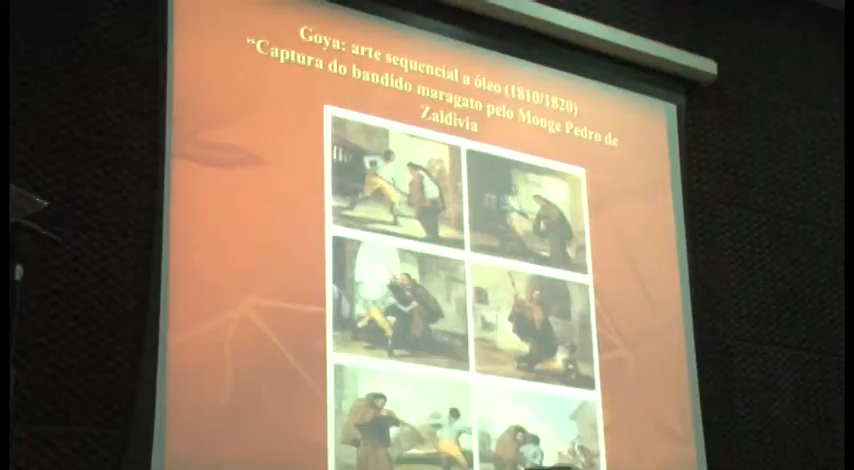 Goya: arte sequencial a óleo (1810/1820)
“Captura do bandido maragato pelo Monge Pedro de
Zaldivia